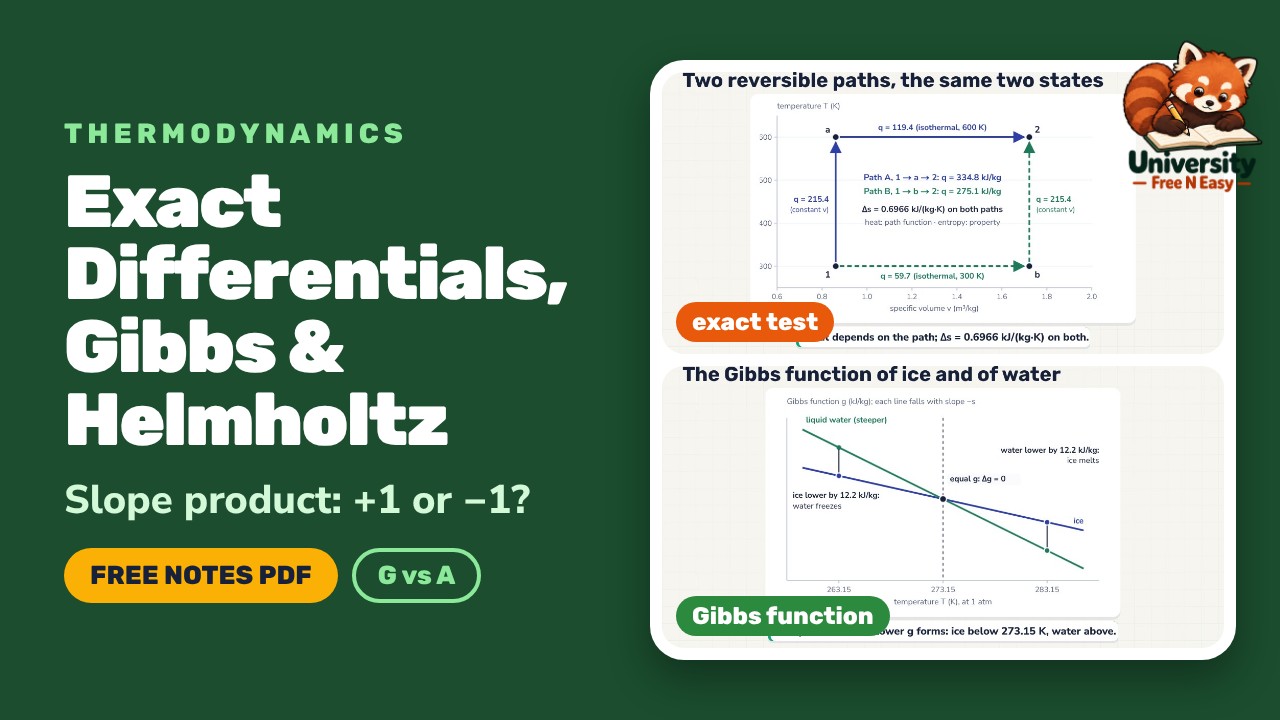 THERMODYNAMICS
Exact
Differentials,
Gibbs &
Helmholtz
Slope product: +1 or −1?
FREE NOTES PDF
G vs A
Two reversible paths, the same two states
temperature T (K)
a
q = 119.4 (isothermal, 600 K)
2
Path A, 1 → a → 2: q = 334.8 kJ/kg
Path B, 1 → b → 2: q = 275.1 kJ/kg
q = 215.4
(constant v)
q = 215.4
(constant v)
Δs = 0.6966 kJ/(kg·K) on both paths
heat: path function · entropy: property
1
q = 59.7 (isothermal, 300 K)
b
0.6 0.8 1.0 1.2 1.4 1.6 1.8 2.0
specific volume v (m³/kg)
exact test
depends on the path; Δs = 0.6966 kJ/(kg·K) on both.
The Gibbs function of ice and of water
Gibbs function g (kJ/kg); each line falls with slope −s
liquid water (steeper)
water lower by 12.2 kJ/kg:
ice melts
equal g: Δg = 0
ice lower by 12.2 kJ/kg:
water freezes
ice
263.15 273.15 283.15
temperature T (K), at 1 atm
Gibbs function
g forms: ice below 273.15 K, water above.
University
Free N Easy